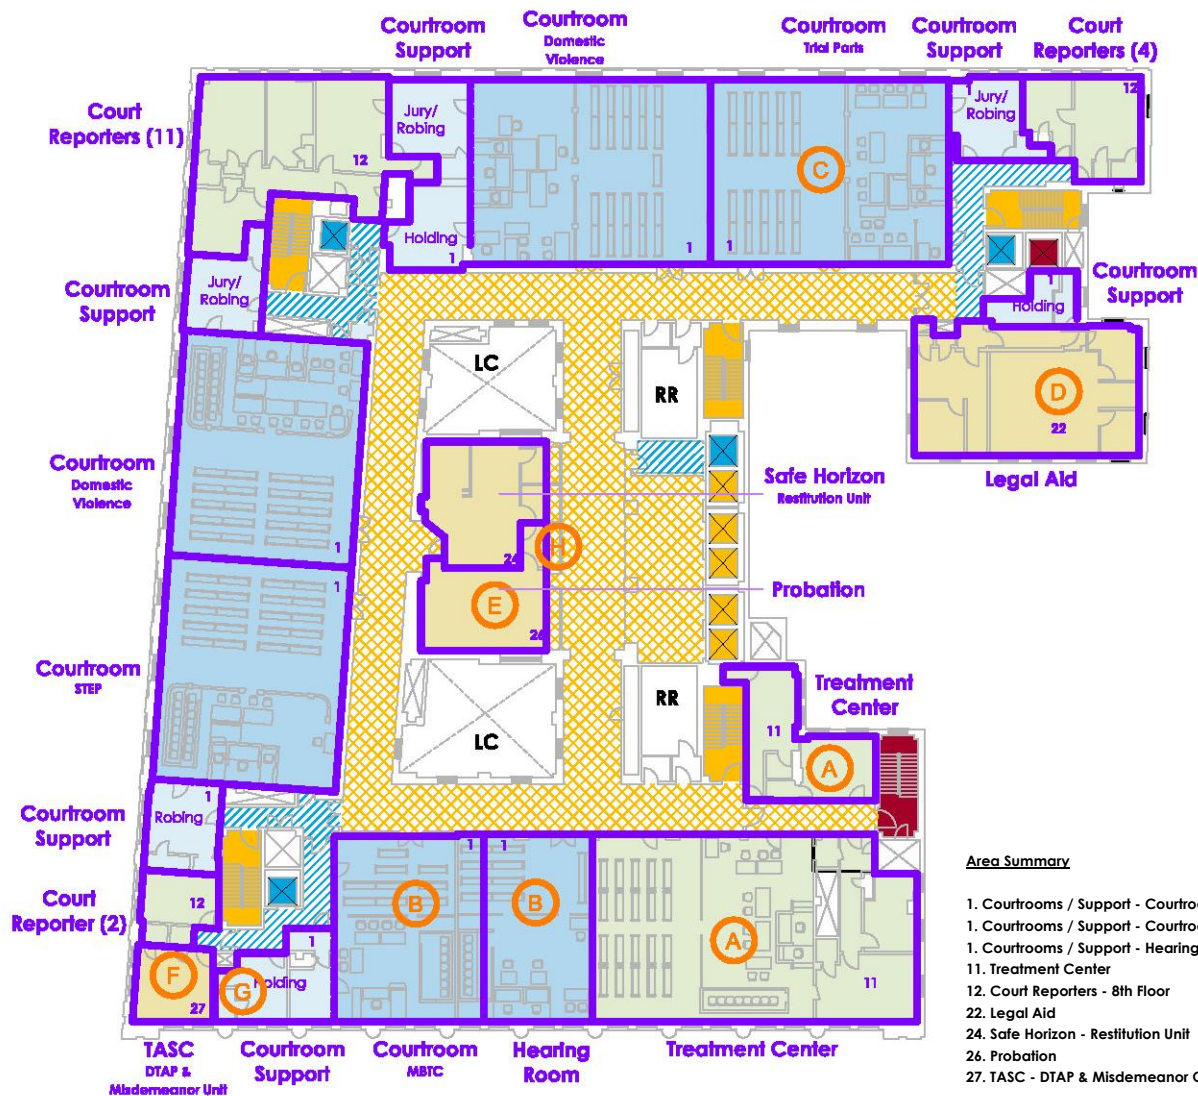 Courtroom
Support
Courtroom
Domestic
Violence
Courtroom
Trial Parts
Courtroom
Support
Court
Reporters (4)
Court
Reporters (11)
12
Jury/
Robing
1
Jury/
Robing
12
C
Holding
1
1
1
Jury/
Robing
Courtroom
Support
1
Holding
Courtroom
Support
LC
RR
D
22
Legal Aid
Courtroom
Domestic
Violence
1
Safe Horizon
Restitution Unit
24
H
1
E
26
Probation
Courtroom
STEP
LC
RR
Treatment
Center
11
A
Courtroom
Support
1
Robing
Court
Reporter (2)
12
1
B
1
B
A
11
1
F
27
G
Holding
TASC
DTAP &
Misdemeanor Unit
Courtroom
Support
Courtroom
MBTC
Hearing
Room
Treatment Center
Area Summary
1. Courtrooms / Support - Courtroo
1. Courtrooms / Support - Courtroo
1. Courtrooms / Support - Hearing
11. Treatment Center
12. Court Reporters - 8th Floor
22. Legal Aid
24. Safe Horizon - Restitution Unit
26. Probation
27. TASC - DTAP & Misdemeanor